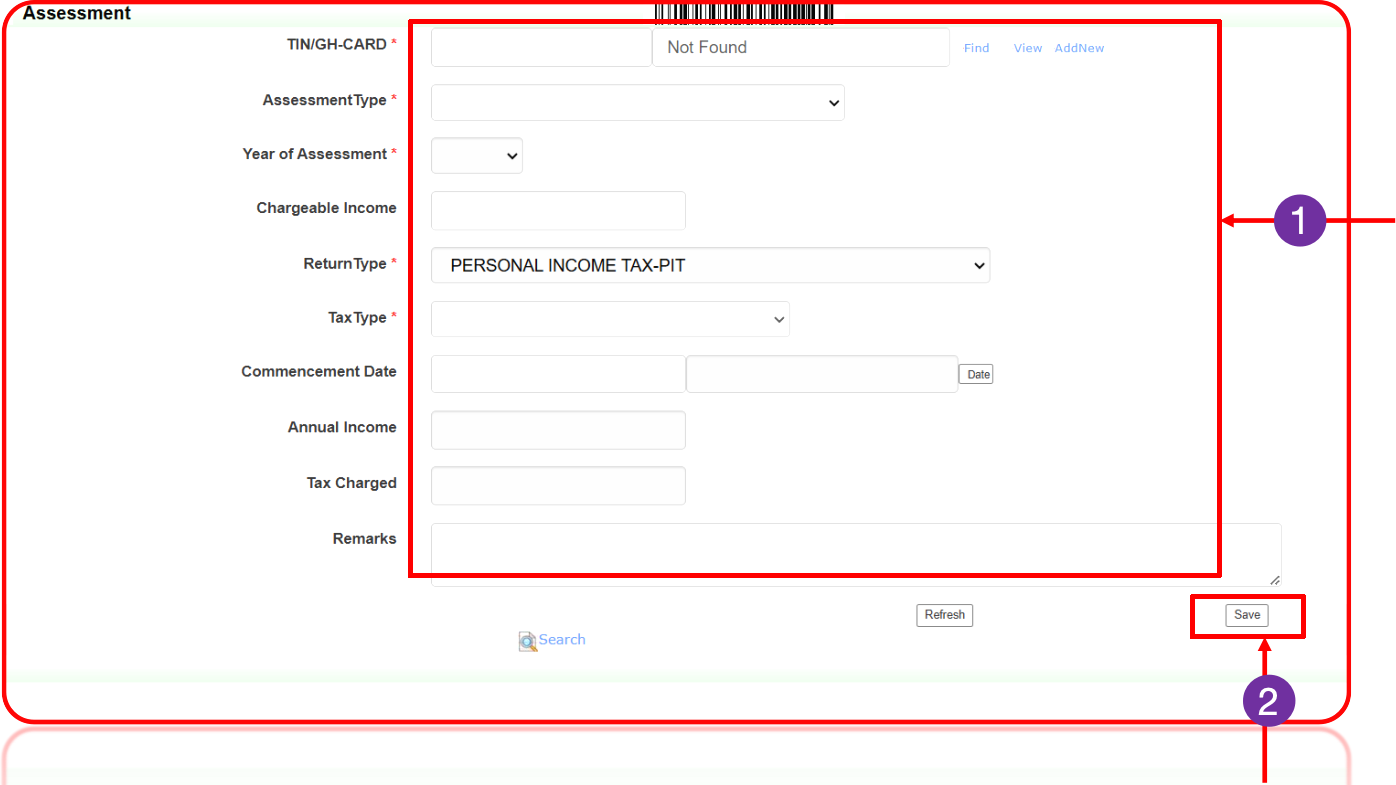 Assessment
TIN/GH-CARD * Not Found Find View AddNew
AssessmentType *
Year of Assessment *
Chargeable Income
1
ReturnType * PERSONAL INCOME TAX-PIT
TaxType *
Commencement Date Date
Annual Income
Tax Charged
Remarks
Refresh Save
Search
2